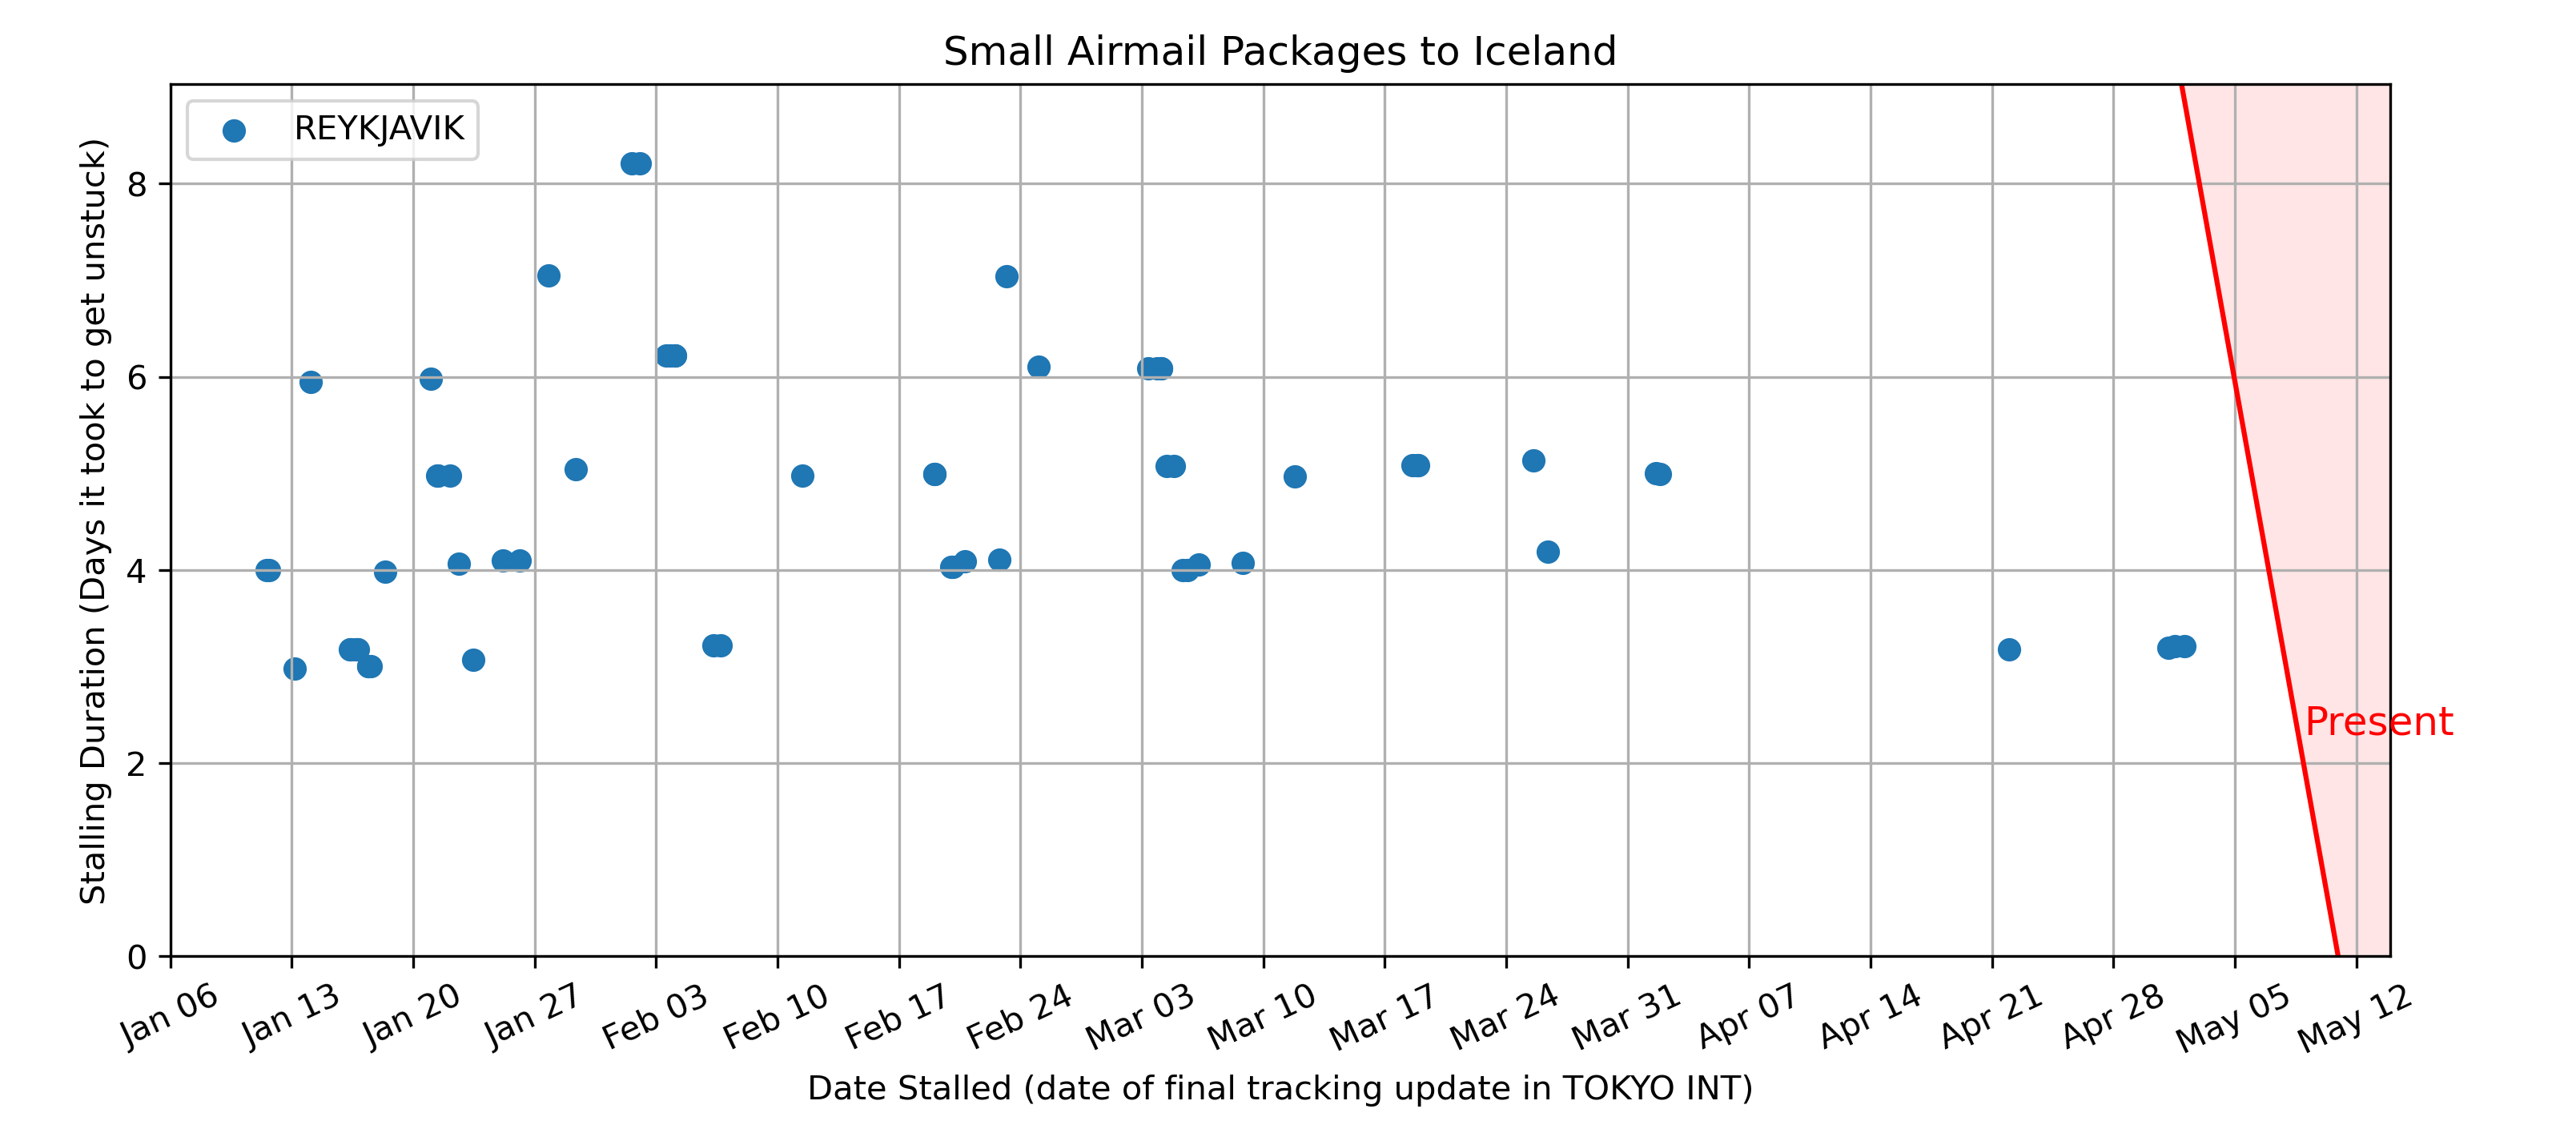 Small Airmail Packages to Iceland
REYKJAVIK
Stalling Duration (Days it took to get unstuck)
8
6
4
2
0
Present
Jan 06
Jan 13
Jan 20
Jan 27
Feb 03
Feb 10
Feb 17
Feb 24
Mar 03
Mar 10
Mar 17
Mar 24
Mar 31
Apr 07
Apr 14
Apr 21
Apr 28
May 05
May 12
Date Stalled (date of final tracking update in TOKYO INT)